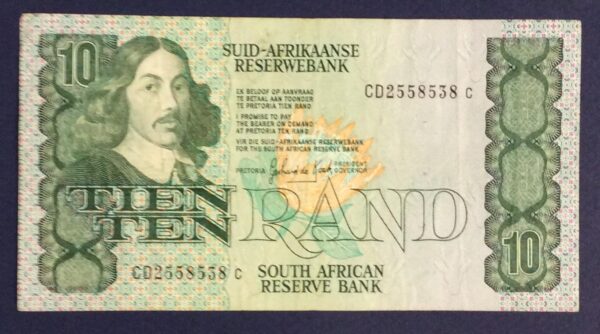 10
SUID-AFRIKAANSE
RESERWEBANK
CD2558538 C
EK BELOOF OP AANVRAAG
TE BETAAL AAN TOONDER
TE PRETORIA TIEN RAND
I PROMISE TO PAY
THE BEARER ON DEMAND
AT PRETORIA TEN RAND
VIR DIE SUID-AFRIKAANSE RESERWEBANK
FOR THE SOUTH AFRICAN RESERVE BANK
PRETORIA
PRESIDENT
GOVERNOR
TIEN
TEN
RAND
10
CD2558538 C
SOUTH AFRICAN
RESERVE BANK